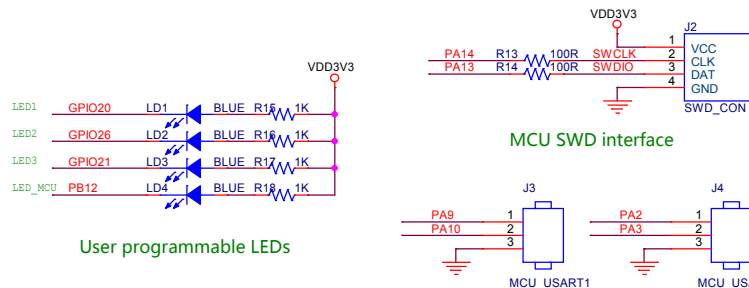 VDD3V3
LED1 GPIO20 LD1 BLUE R15 1K
LED2 GPIO26 LD2 BLUE R16 1K
LED3 GPIO21 LD3 BLUE R17 1K
LED_MCU PB12 LD4 BLUE R18 1K
User programmable LEDs
VDD3V3
J2
1 VCC
PA14 R13 100R SWCLK 2 CLK
PA13 R14 100R SWDIO 3 DAT
4 GND
SWD_CON
MCU SWD interface
J3
PA9 1
PA10 2
3
MCU_USART1
J4
PA2 1
PA3 2
3